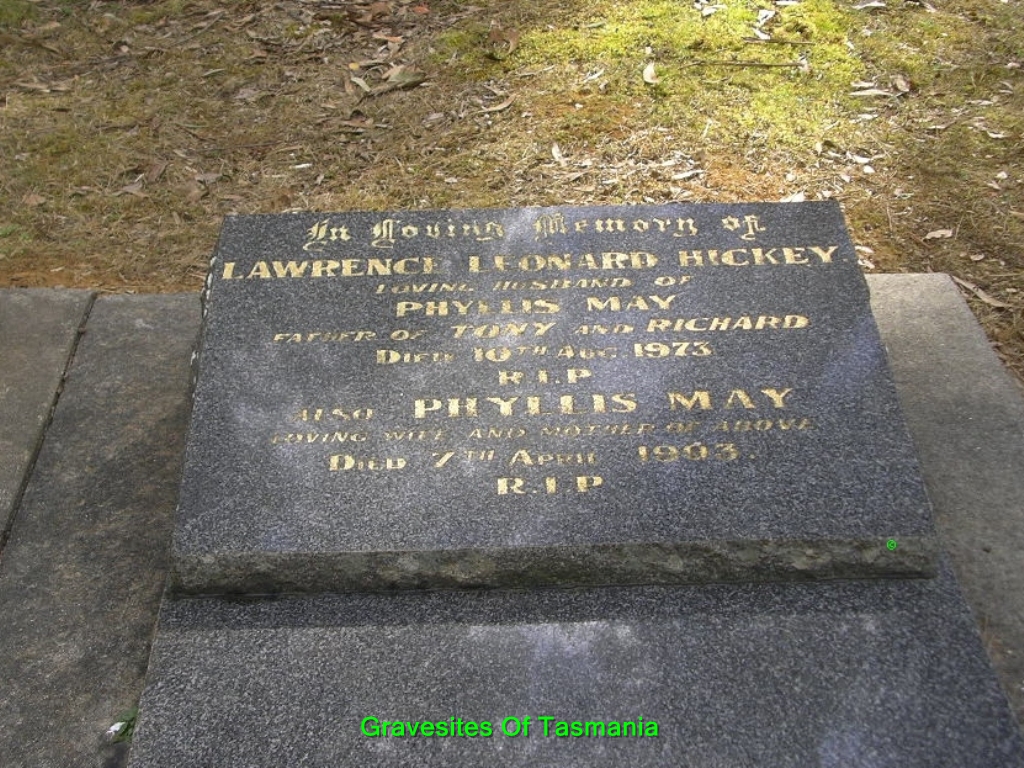 In Loving Memory of
LAWRENCE LEONARD HICKEY
LOVING HUSBAND OF
PHYLLIS MAY
FATHER OF TONY AND RICHARD
DIED 10TH AUG 1973
R.I.P
ALSO PHYLLIS MAY
LOVING WIFE AND MOTHER OF ABOVE
DIED 7TH APRIL
R.I.P
©
Gravesites Of Tasmania